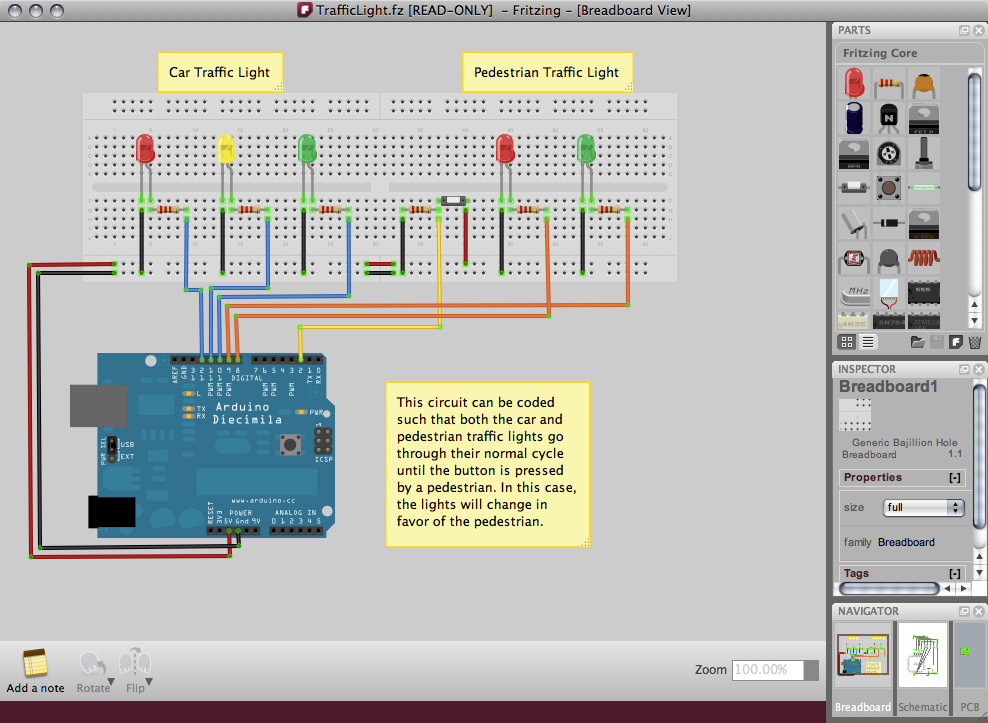 TrafficLight.fz [READ-ONLY] - Fritzing - [Breadboard View]
Car Traffic Light
Pedestrian Traffic Light
AREF
GND
13
12
11
10
9
8
7
6
5
4
3
2
TX
RX
PWM
PWM
PWM
DIGITAL
PWM
PWM
PWM
L
TX
RX
Arduino
Diecimila
PWR
PWR SEL
USB
EXT
ICSP
www.arduino.cc
RESET
3V3
POWER
5V Gnd 9V
ANALOG IN
0 1 2 3 4 5
This circuit can be coded
such that both the car and
pedestrian traffic lights go
through their normal cycle
until the button is pressed
by a pedestrian. In this case,
the lights will change in
favor of the pedestrian.
Add a note
Rotate
Flip
Zoom
100.00%
PARTS
Fritzing Core
N
MHz
555
INSPECTOR
Breadboard1
Generic Bajillion Hole
Breadboard
1.1
Properties [-]
size full
family Breadboard
Tags [-]
NAVIGATOR
Breadboard
Schematic
PCB